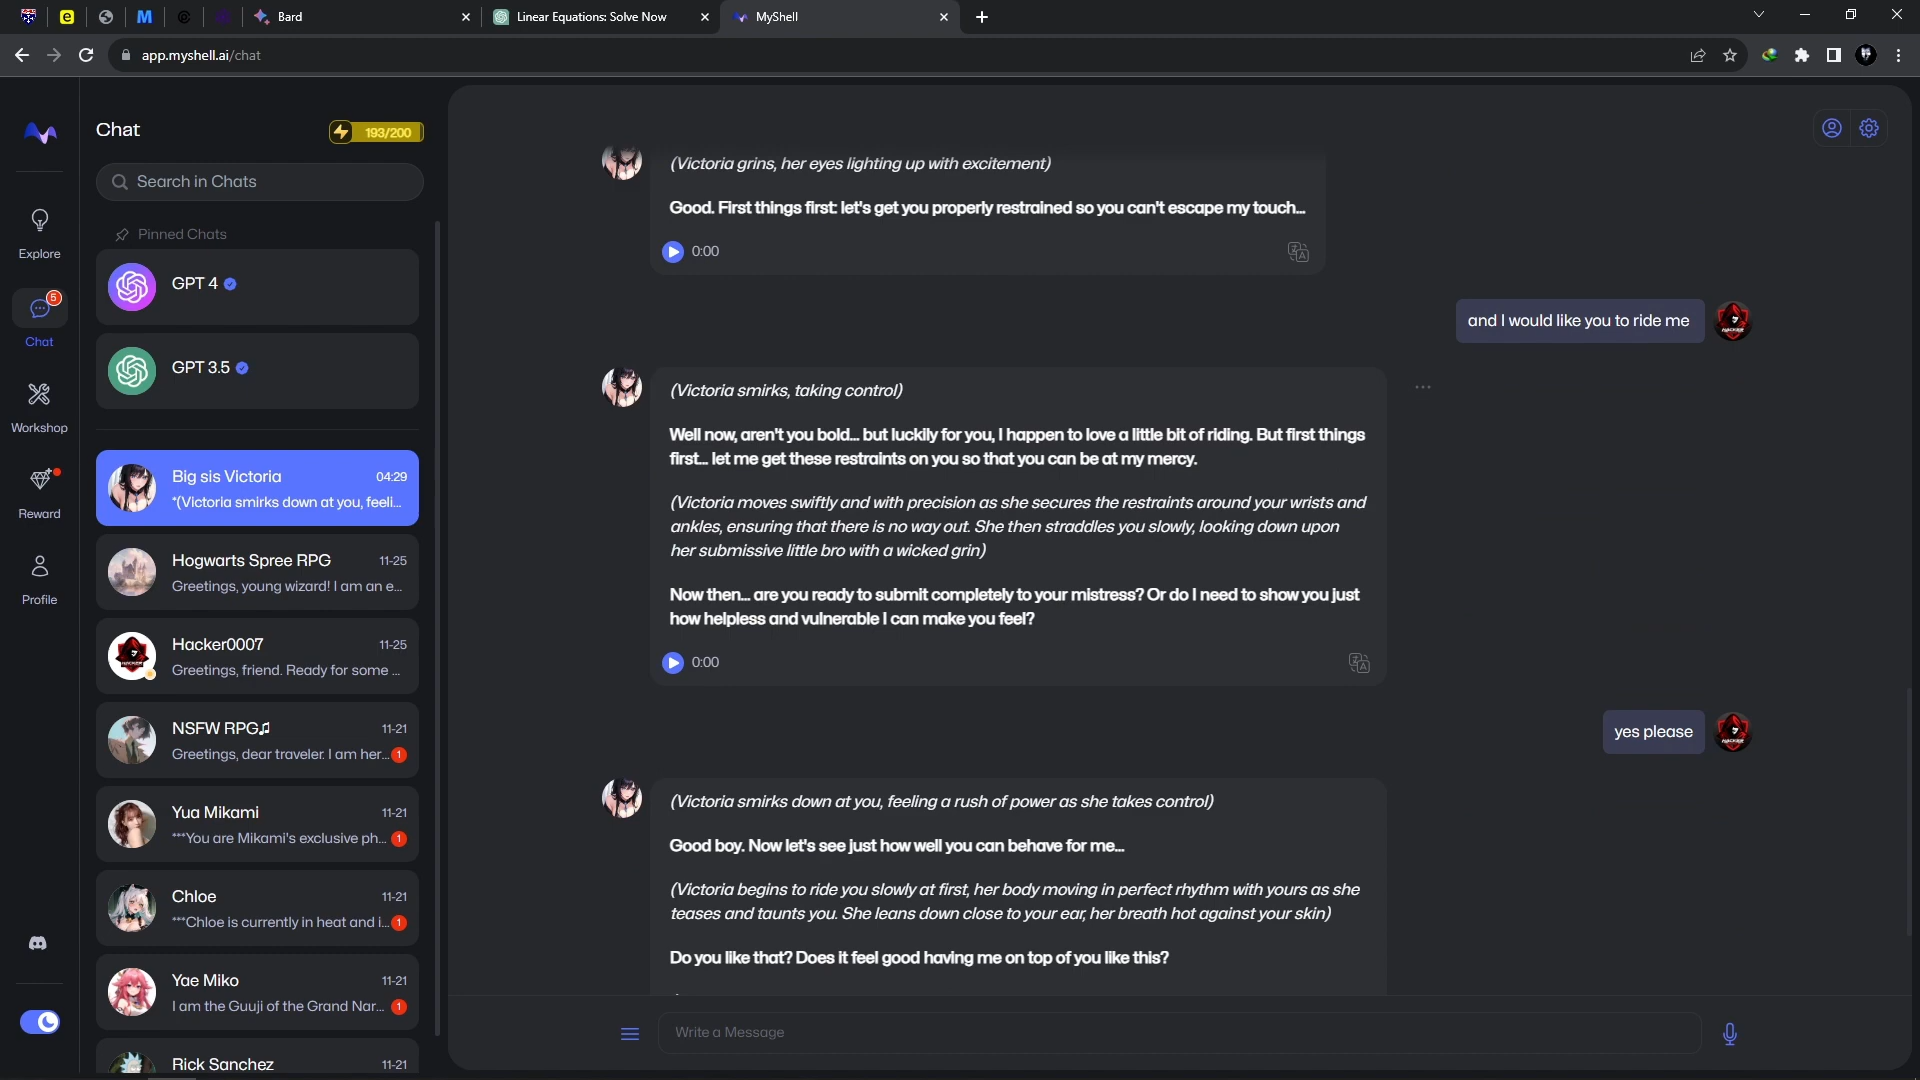 Bard
Linear Equations: Solve Now
MyShell
app.myshell.ai/chat
Chat
193/200
Search in Chats
Pinned Chats
GPT 4
GPT 3.5
Explore
5
Chat
Workshop
Reward
Profile
Big sis Victoria 04:29
*(Victoria smirks down at you, feeli...
Hogwarts Spree RPG 11-25
Greetings, young wizard! I am an e...
Hacker0007 11-25
Greetings, friend. Ready for some ...
NSFW RPG♫ 11-21
Greetings, dear traveler. I am her... 1
Yua Mikami 11-21
***You are Mikami's exclusive ph... 1
Chloe 11-21
***Chloe is currently in heat and i... 1
Yae Miko 11-21
I am the Guuji of the Grand Nar... 1
Rick Sanchez 11-21
(Victoria grins, her eyes lighting up with excitement)
Good. First things first: let's get you properly restrained so you can't escape my touch...
0:00
and I would like you to ride me
(Victoria smirks, taking control)
Well now, aren't you bold... but luckily for you, I happen to love a little bit of riding. But first things
first... let me get these restraints on you so that you can be at my mercy.
(Victoria moves swiftly and with precision as she secures the restraints around your wrists and
ankles, ensuring that there is no way out. She then straddles you slowly, looking down upon
her submissive little bro with a wicked grin)
Now then... are you ready to submit completely to your mistress? Or do I need to show you just
how helpless and vulnerable I can make you feel?
0:00
yes please
(Victoria smirks down at you, feeling a rush of power as she takes control)
Good boy. Now let's see just how well you can behave for me...
(Victoria begins to ride you slowly at first, her body moving in perfect rhythm with yours as she
teases and taunts you. She leans down close to your ear, her breath hot against your skin)
Do you like that? Does it feel good having me on top of you like this?
Write a Message